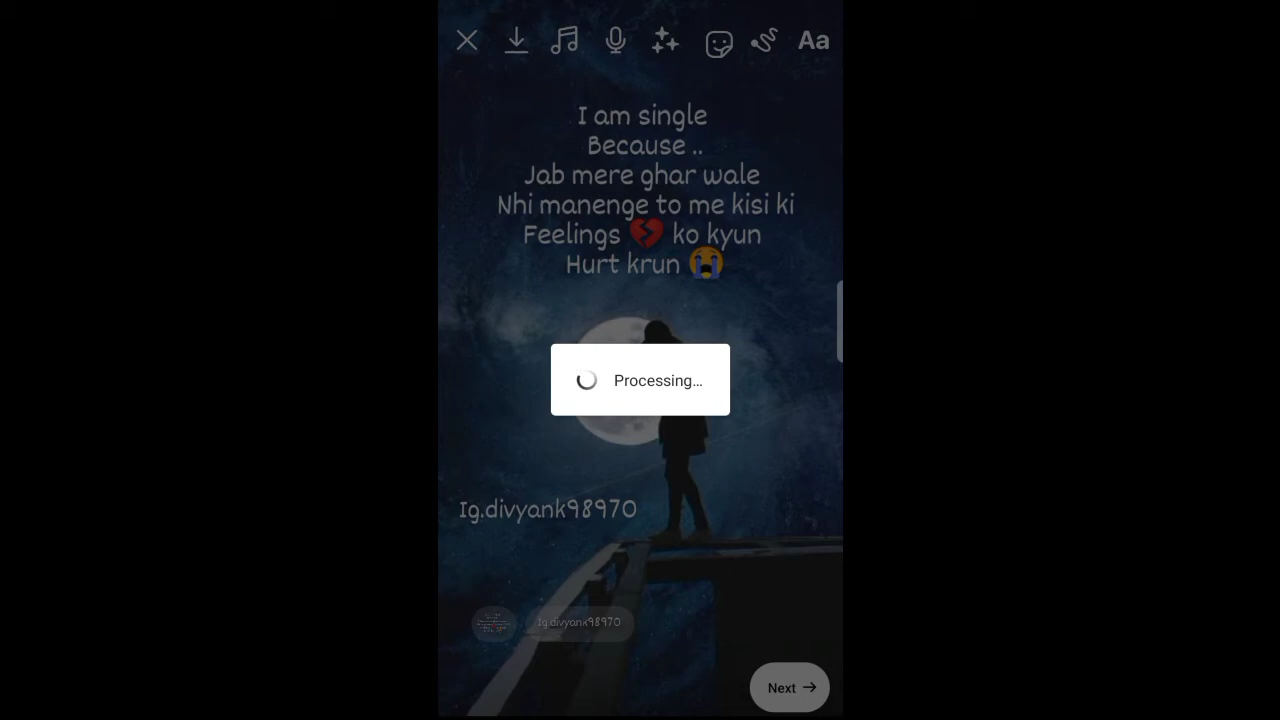 Aa
I am single
Because ..
Jab mere ghar wale
Nhi manenge to me kisi ki
Feelings 💔 ko kyun
Hurt krun 😭
Processing...
Ig.divyank98970
Ig.divyank98970
Next →